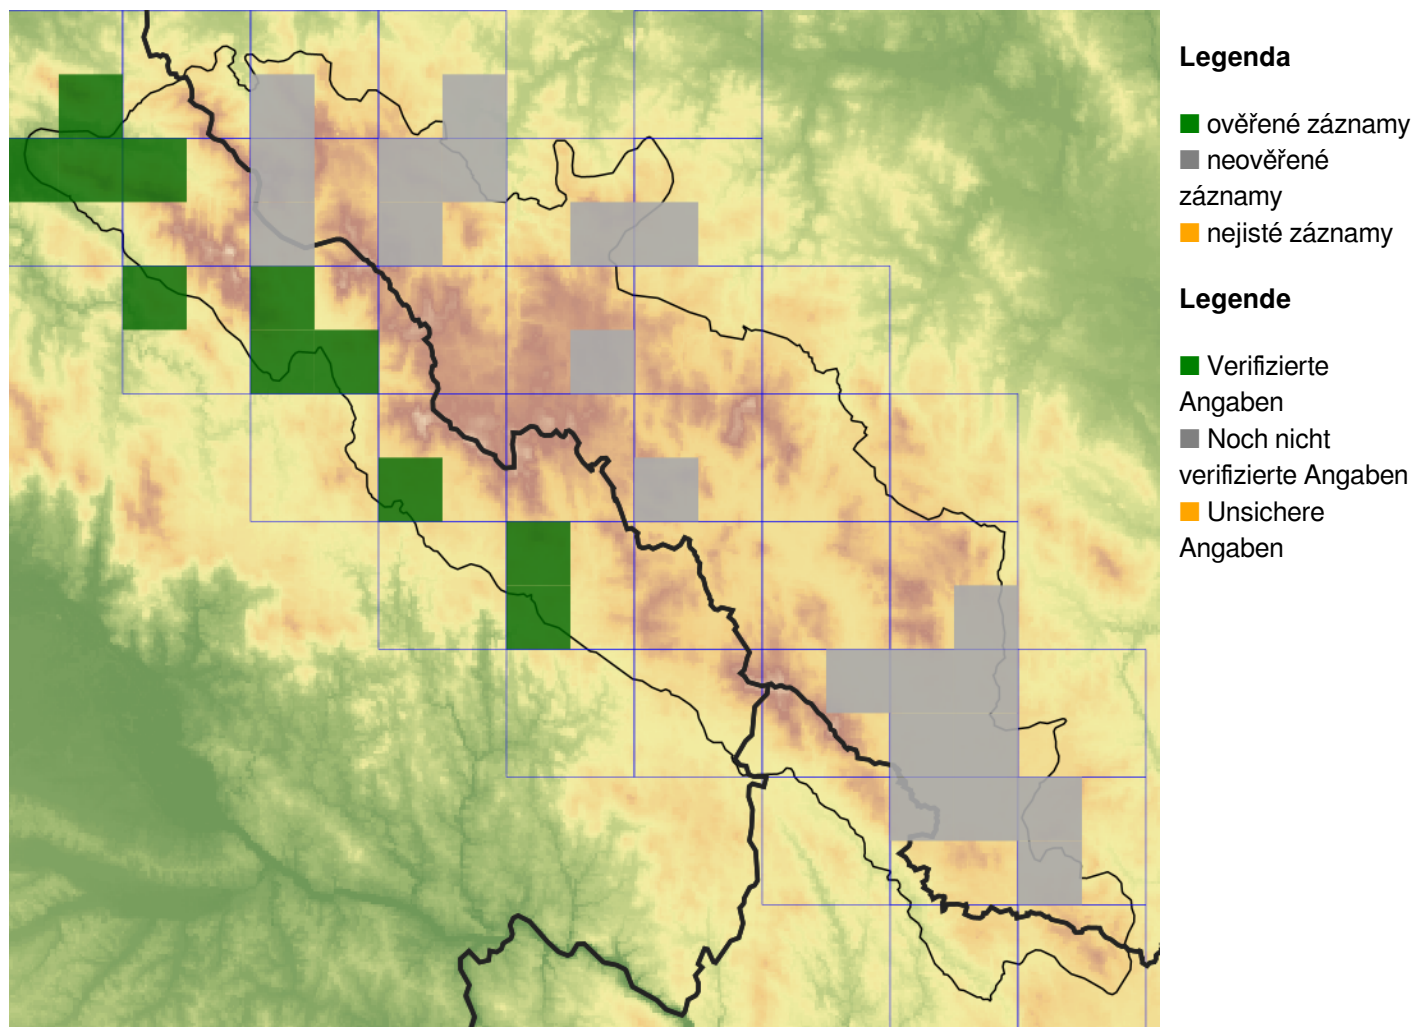 Legenda
ověřené záznamy
neověřené
záznamy
nejisté záznamy
Legende
Verifizierte
Angaben
Noch nicht
verifizierte Angaben
Unsichere
Angaben